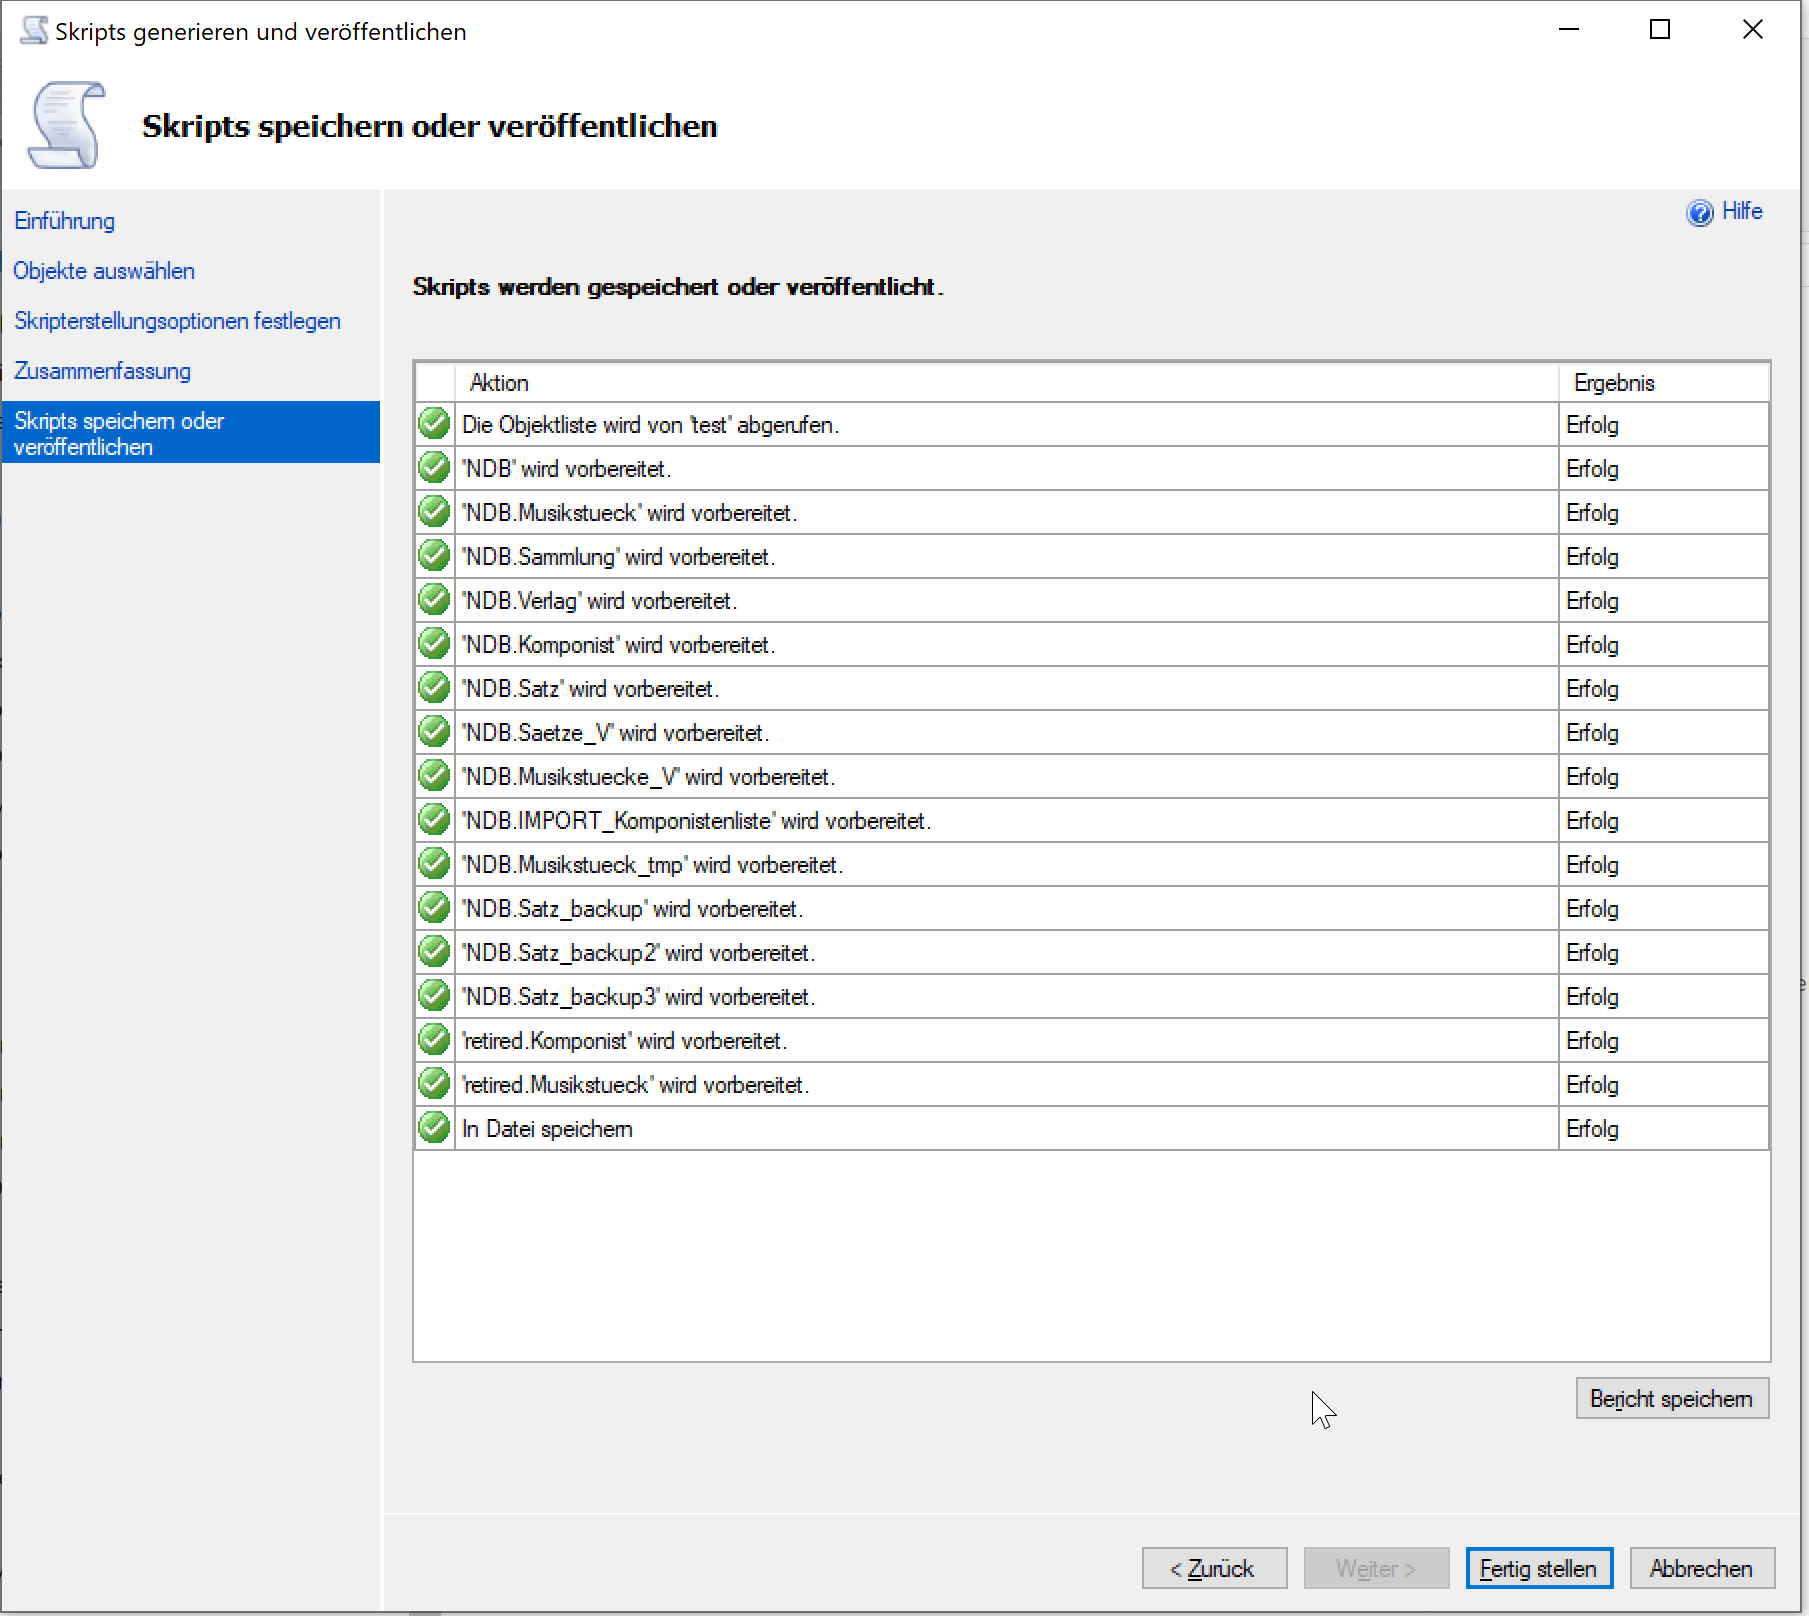 Skripts generieren und veröffentlichen
Skripts speichern oder veröffentlichen
Einführung
Objekte auswählen
Skripterstellungsoptionen festlegen
Zusammenfassung
Skripts speichern oder
veröffentlichen
Hilfe
Skripts werden gespeichert oder veröffentlicht.
Aktion Ergebnis
Die Objektliste wird von 'test' abgerufen. Erfolg
'NDB' wird vorbereitet. Erfolg
'NDB.Musikstueck' wird vorbereitet. Erfolg
'NDB.Sammlung' wird vorbereitet. Erfolg
'NDB.Verlag' wird vorbereitet. Erfolg
'NDB.Komponist' wird vorbereitet. Erfolg
'NDB.Satz' wird vorbereitet. Erfolg
'NDB.Saetze_V' wird vorbereitet. Erfolg
'NDB.Musikstuecke_V' wird vorbereitet. Erfolg
'NDB.IMPORT_Komponistenliste' wird vorbereitet. Erfolg
'NDB.Musikstueck_tmp' wird vorbereitet. Erfolg
'NDB.Satz_backup' wird vorbereitet. Erfolg
'NDB.Satz_backup2' wird vorbereitet. Erfolg
'NDB.Satz_backup3' wird vorbereitet. Erfolg
'retired.Komponist' wird vorbereitet. Erfolg
'retired.Musikstueck' wird vorbereitet. Erfolg
In Datei speichern Erfolg
Bericht speichern
< Zurück Weiter > Fertig stellen Abbrechen